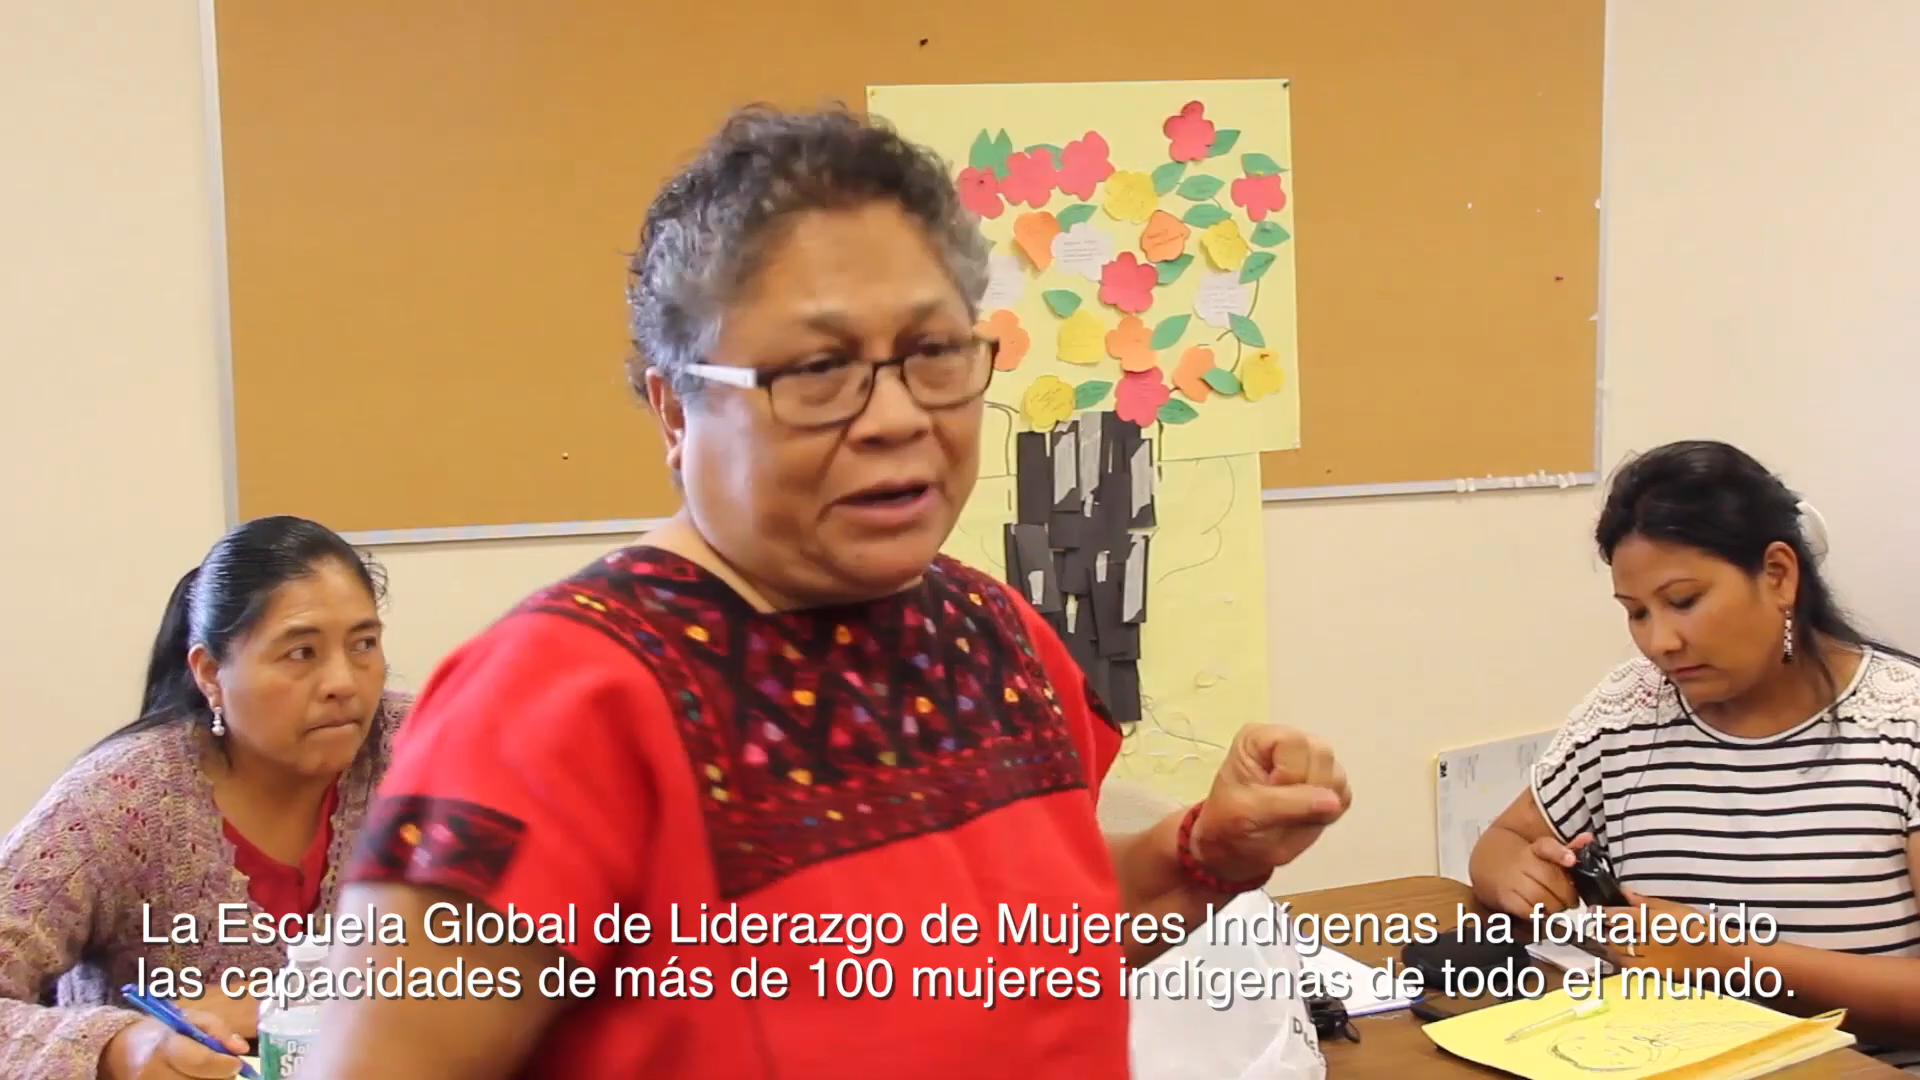 La Escuela Global de Liderazgo de Mujeres Indígenas ha fortalecido
las capacidades de más de 100 mujeres indígenas de todo el mundo.